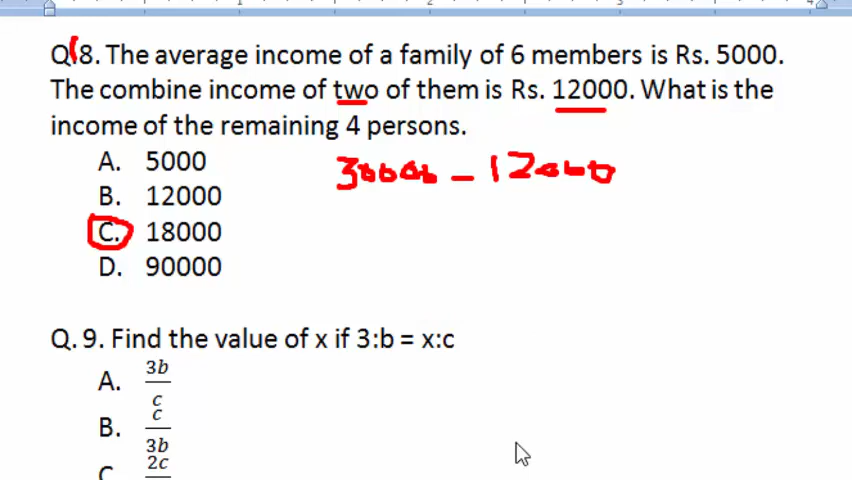 Q.8. The average income of a family of 6 members is Rs. 5000.
The combine income of two of them is Rs. 12000. What is the
income of the remaining 4 persons.
30000 - 12000
A. 5000
B. 12000
C. 18000
D. 90000
Q. 9. Find the value of x if 3:b = x:c
A. 3b/c
B. c/3b
C 2c